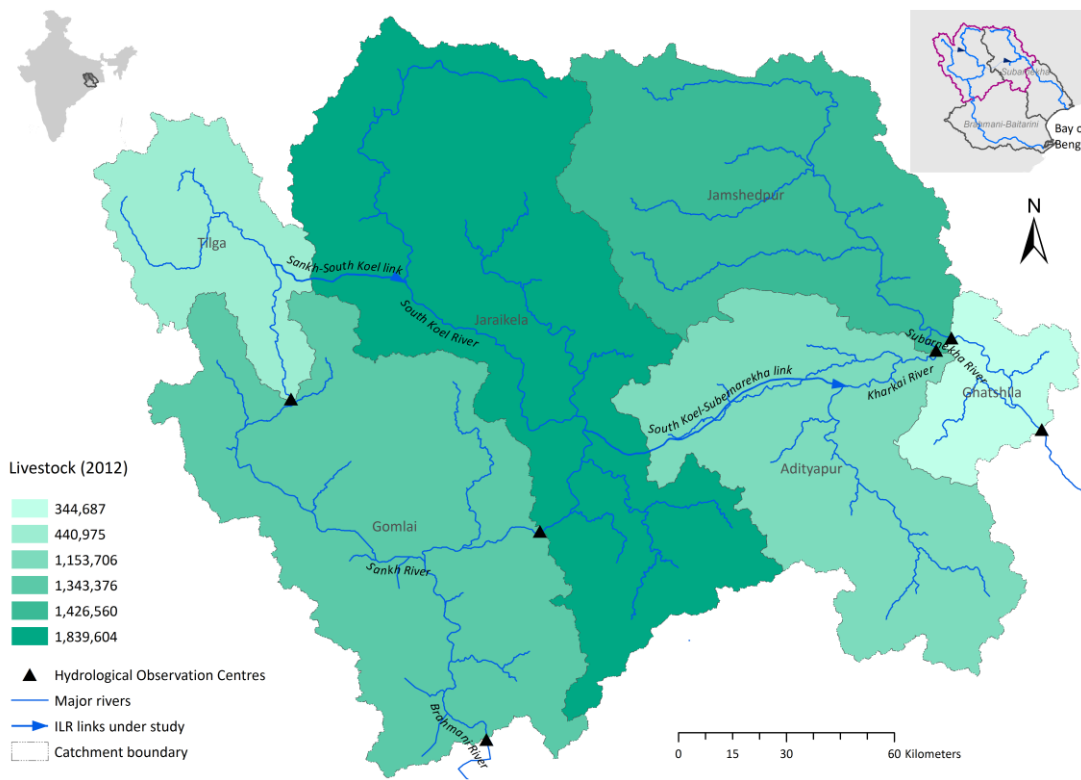 Subarnekha
Brahmani-Baitarini
Bay o
Beng
N
Jamshedpur
Tilga
Sankh-South Koel link
South Koel River
Jaraikela
Subarnekha River
Kharkai River
Ghatshila
South Koel-Subernarekha link
Adityapur
Gomlai
Sankh River
Brahmani River
Livestock (2012)
344,687
440,975
1,153,706
1,343,376
1,426,560
1,839,604
Hydrological Observation Centres
Major rivers
ILR links under study
Catchment boundary
0 15 30 60 Kilometers